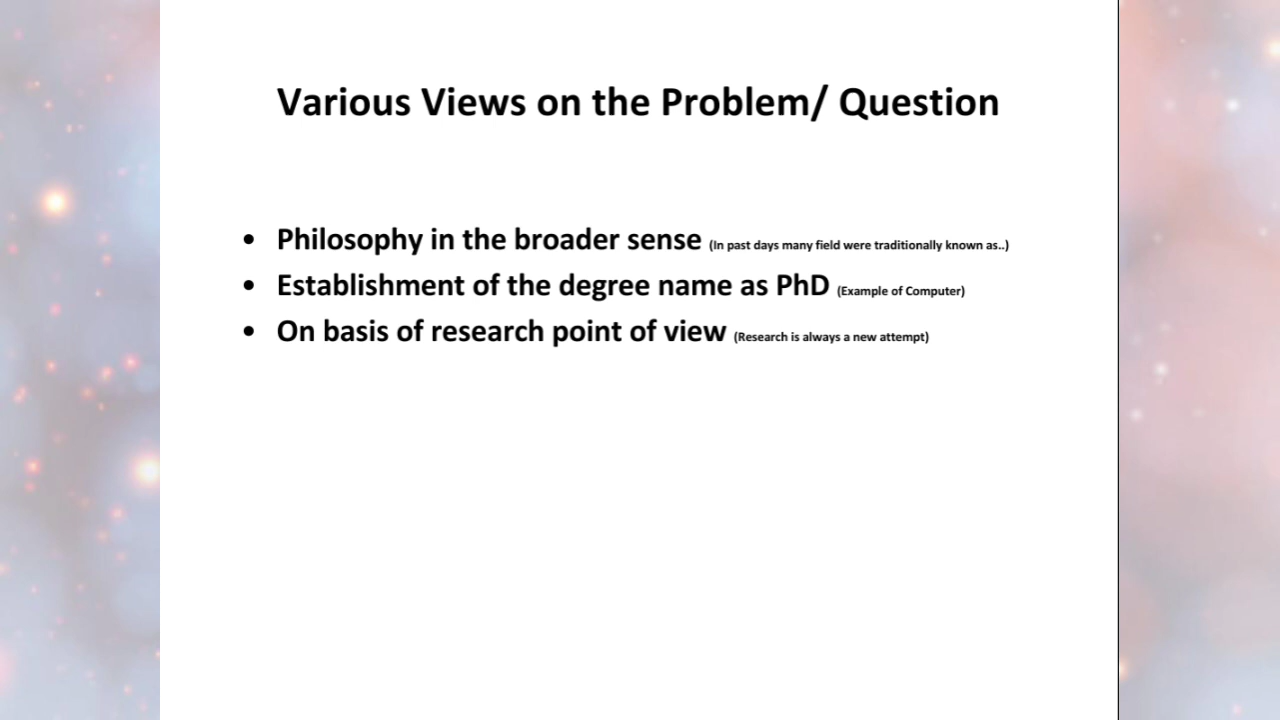 Various Views on the Problem/ Question
• Philosophy in the broader sense (In past days many field were traditionally known as..)
• Establishment of the degree name as PhD (Example of Computer)
• On basis of research point of view (Research is always a new attempt)